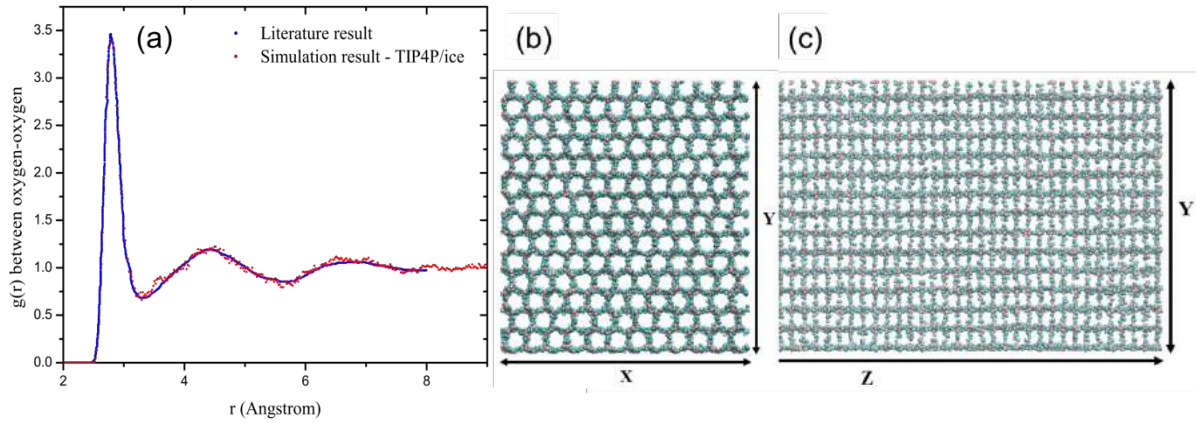 (a)
Literature result
Simulation result - TIP4P/ice
g(r) between oxygen-oxygen
3.5
3.0
2.5
2.0
1.5
1.0
0.5
0.0
2
4
6
8
r (Angstrom)
(b)
Y
X
(c)
Y
Z